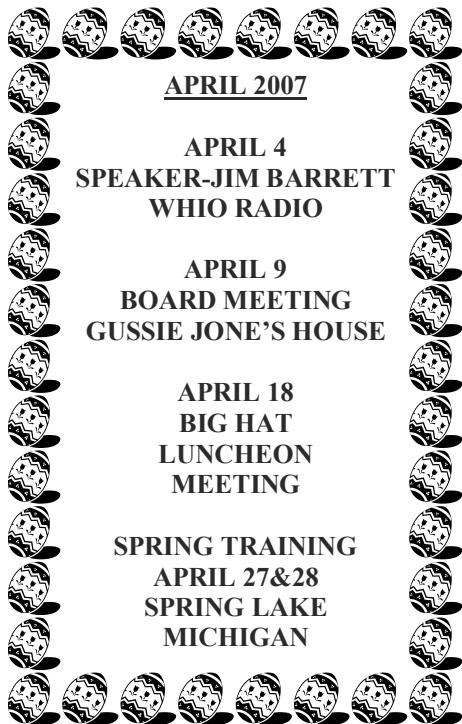 APRIL 2007
APRIL 4
SPEAKER-JIM BARRETT
WHIO RADIO
APRIL 9
BOARD MEETING
GUSSIE JONE’S HOUSE
APRIL 18
BIG HAT
LUNCHEON
MEETING
SPRING TRAINING
APRIL 27&28
SPRING LAKE
MICHIGAN